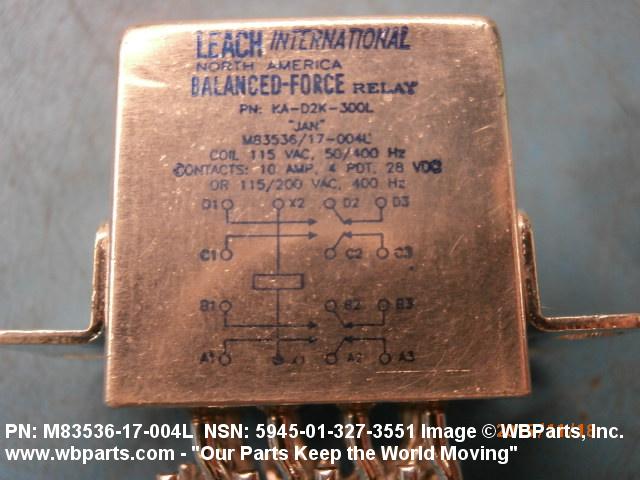 LEACH INTERNATIONAL
NORTH AMERICA
BALANCED-FORCE RELAY
PN: KA-D2K-300L
"JAN"
M83536/17-004L
COIL 115 VAC, 50/400 Hz
CONTACTS: 10 AMP, 4 PDT, 28 VDC
OR 115/200 VAC, 400 Hz
D1 X2 D2 D3
C1 C2 C3
B1 B2 B3
A1 X1 A2 A3
PN: M83536-17-004L NSN: 5945-01-327-3551 Image © WBParts, Inc.
www.wbparts.com - "Our Parts Keep the World Moving"